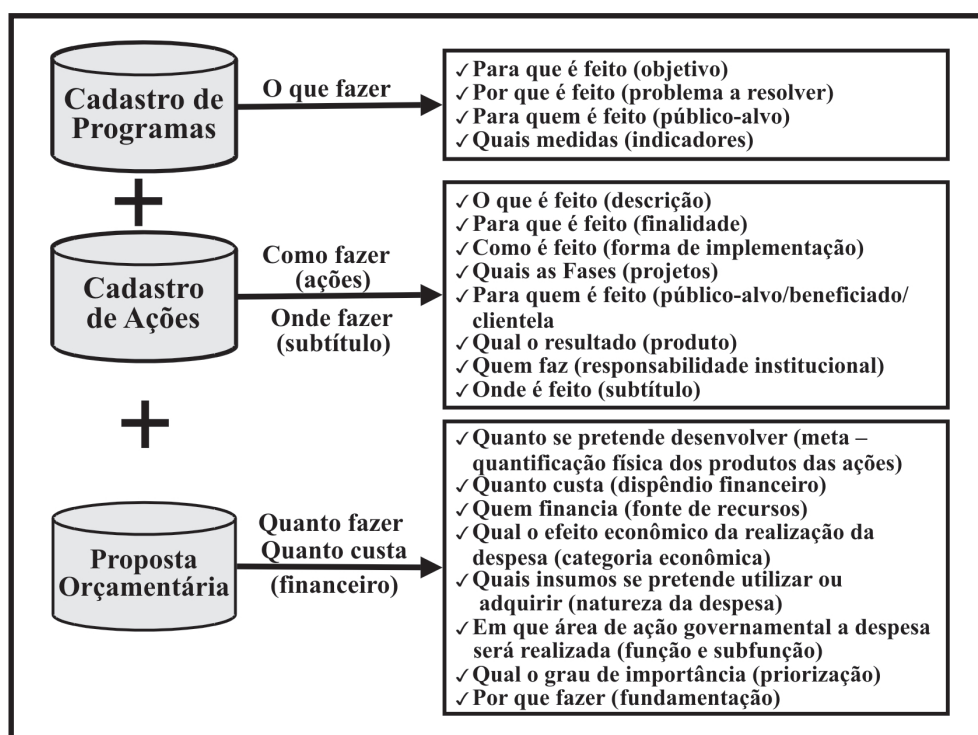 Cadastro de
Programas
O que fazer
✓Para que é feito (objetivo)
✓Por que é feito (problema a resolver)
✓Para quem é feito (público-alvo)
✓Quais medidas (indicadores)
+
Cadastro
de Ações
Como fazer
(ações)
Onde fazer
(subtítulo)
✓O que é feito (descrição)
✓Para que é feito (finalidade)
✓Como é feito (forma de implementação)
✓Quais as Fases (projetos)
✓Para quem é feito (público-alvo/beneficiado/
clientela
✓Qual o resultado (produto)
✓Quem faz (responsabilidade institucional)
✓Onde é feito (subtítulo)
+
Proposta
Orçamentária
Quanto fazer
Quanto custa
(financeiro)
✓Quanto se pretende desenvolver (meta –
quantificação física dos produtos das ações)
✓Quanto custa (dispêndio financeiro)
✓Quem financia (fonte de recursos)
✓Qual o efeito econômico da realização da
despesa (categoria econômica)
✓Quais insumos se pretende utilizar ou
adquirir (natureza da despesa)
✓Em que área de ação governamental a despesa
será realizada (função e subfunção)
✓Qual o grau de importância (priorização)
✓Por que fazer (fundamentação)